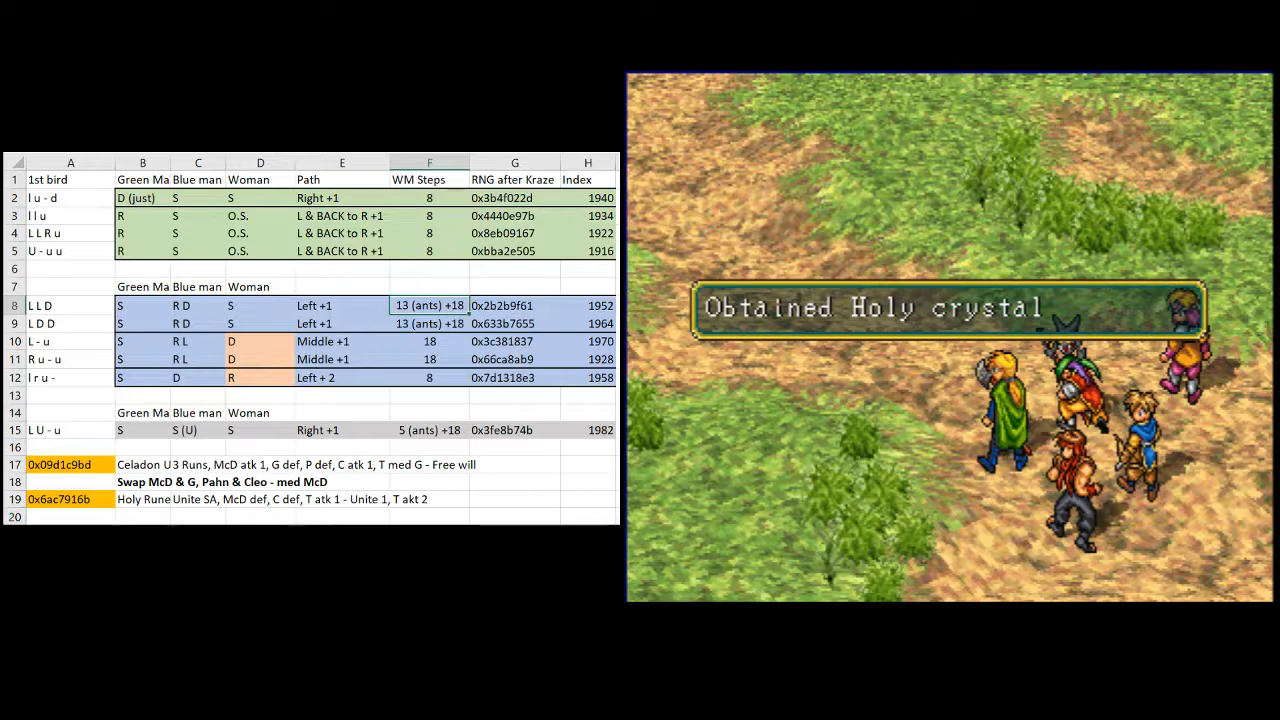 A B C D E F G H
1 1st bird Green Ma Blue man Woman Path WM Steps RNG after Kraze Index
2 l u - d D (just) S S Right +1 8 0x3b4f022d 1940
3 l l u R S O.S. L & BACK to R +1 8 0x4440e97b 1934
4 L L R u R S O.S. L & BACK to R +1 8 0x8eb09167 1922
5 U - u u R S O.S. L & BACK to R +1 8 0xbba2e505 1916
6
7 Green Ma Blue man Woman
8 L L D S R D S Left +1 13 (ants) +18 0x2b2b9f61 1952
9 L D D S R D S Left +1 13 (ants) +18 0x633b7655 1964
10 L - u S R L D Middle +1 18 0x3c381837 1970
11 R u - u S R L D Middle +1 18 0x66ca8ab9 1928
12 l r u - S D R Left + 2 8 0x7d1318e3 1958
13
14 Green Ma Blue man Woman
15 L U - u S S (U) S Right +1 5 (ants) +18 0x3fe8b74b 1982
16
17 0x09d1c9bd Celadon U 3 Runs, McD atk 1, G def, P def, C atk 1, T med G - Free will
18 Swap McD & G, Pahn & Cleo - med McD
19 0x6ac7916b Holy Rune Unite SA, McD def, C def, T atk 1 - Unite 1, T akt 2
20
Obtained Holy crystal